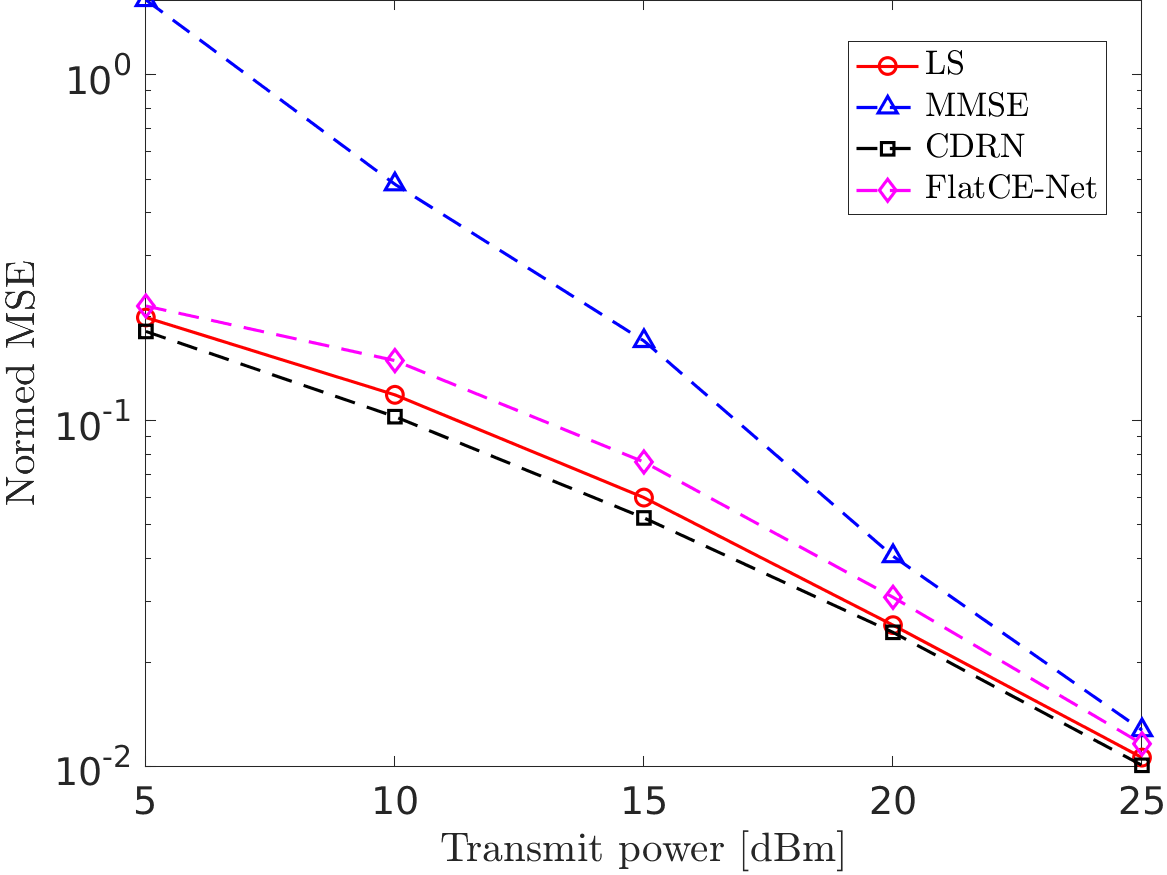 10^0
10^-1
10^-2
Normed MSE
LS
MMSE
CDRN
FlatCE-Net
5 10 15 20 25
Transmit power [dBm]